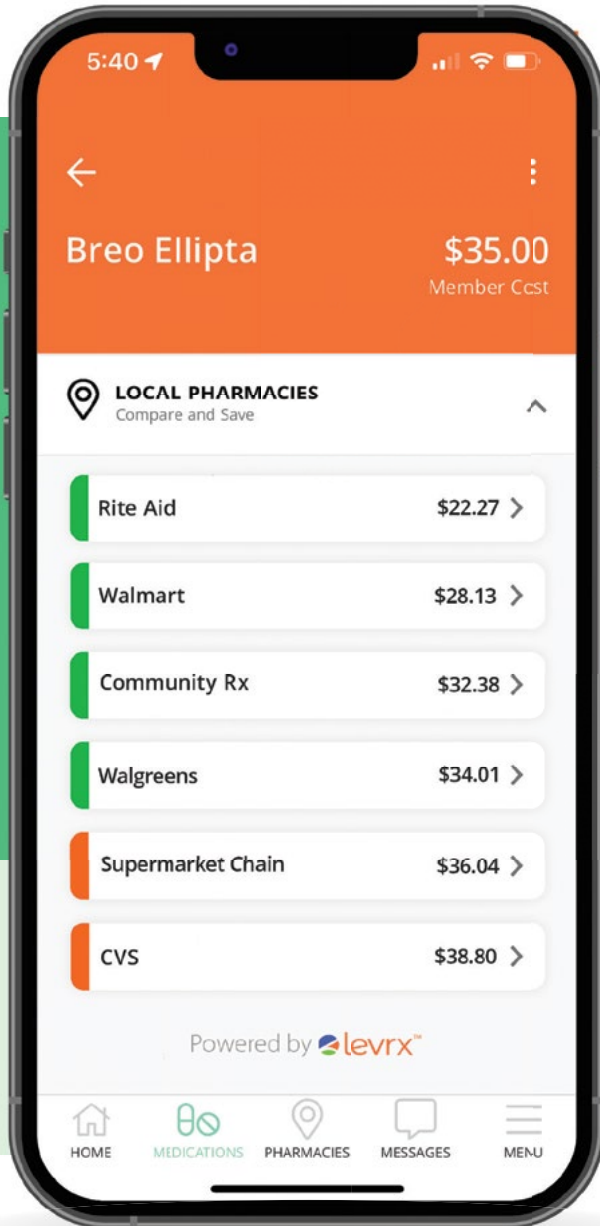 5:40
Breo Ellipta
$35.00
Member Cost
LOCAL PHARMACIES
Compare and Save
Rite Aid $22.27
Walmart $28.13
Community Rx $32.38
Walgreens $34.01
Supermarket Chain $36.04
CVS $38.80
Powered by levrx™
HOME MEDICATIONS PHARMACIES MESSAGES MENU